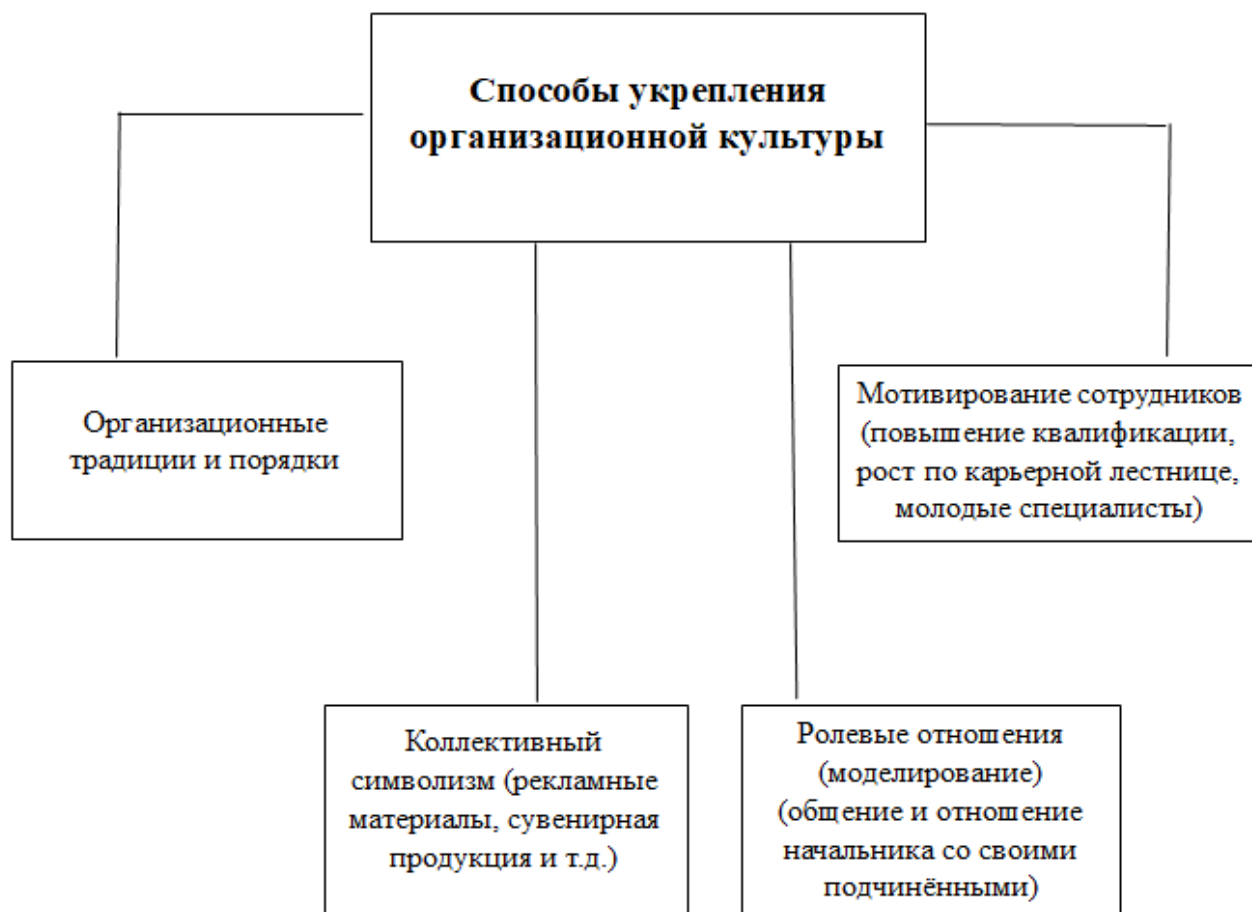 Способы укрепления
организационной культуры
Организационные
традиции и порядки
Мотивирование сотрудников
(повышение квалификации,
рост по карьерной лестнице,
молодые специалисты)
Коллективный
символизм (рекламные
материалы, сувенирная
продукция и т.д.)
Ролевые отношения
(моделирование)
(общение и отношение
начальника со своими
подчинёнными)